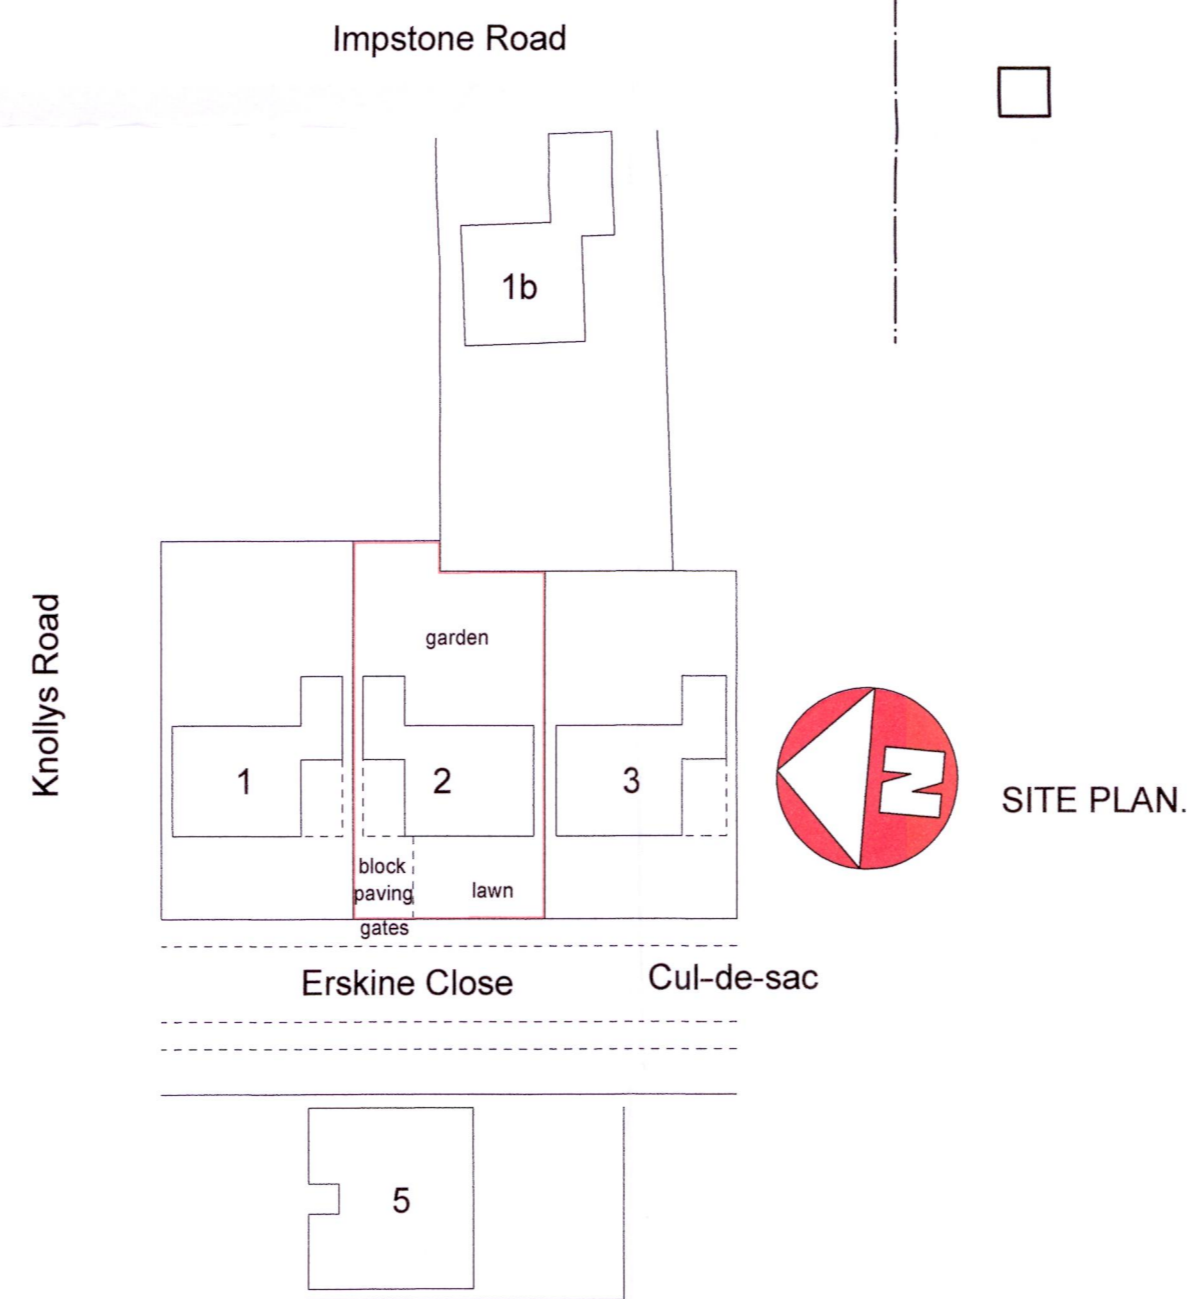 Impstone Road
1b
Knollys Road
garden
1
2
3
N
SITE PLAN.
block
paving
lawn
gates
Erskine Close
Cul-de-sac
5